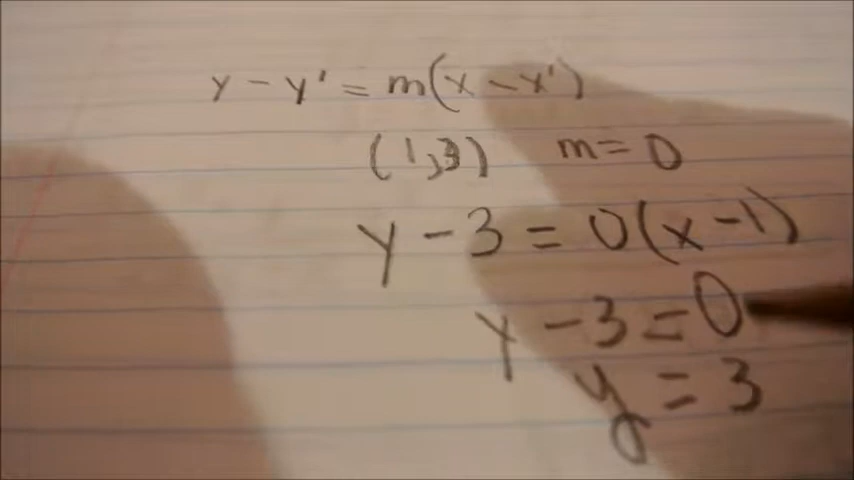 y - y' = m(x - x')
(1,3) m = 0
y - 3 = 0(x - 1)
y - 3 = 0
y = 3